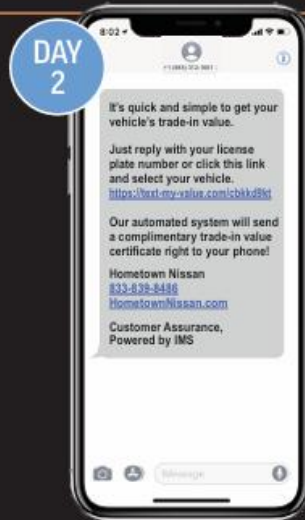 DAY
2
8:02
It's quick and simple to get your
vehicle's trade-in value.
Just reply with your license
plate number or click this link
and select your vehicle.
https://text-my-value.com/cbkkd9kt
Our automated system will send
a complimentary trade-in value
certificate right to your phone!
Hometown Nissan
833-839-8486
HometownNissan.com
Customer Assurance,
Powered by IMS
Message